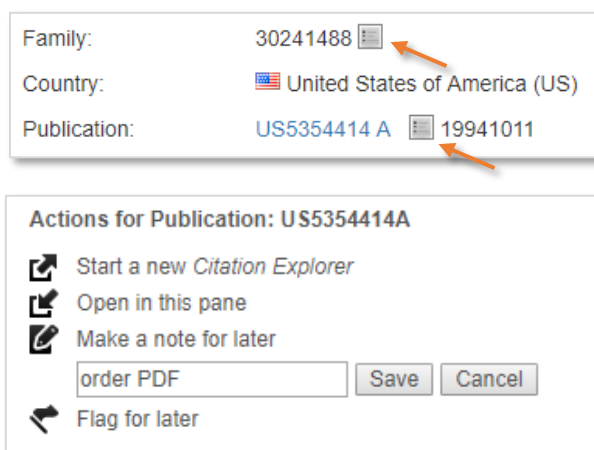 Family: 30241488
Country: United States of America (US)
Publication: US5354414 A 19941011
Actions for Publication: US5354414A
Start a new Citation Explorer
Open in this pane
Make a note for later
order PDF Save Cancel
Flag for later